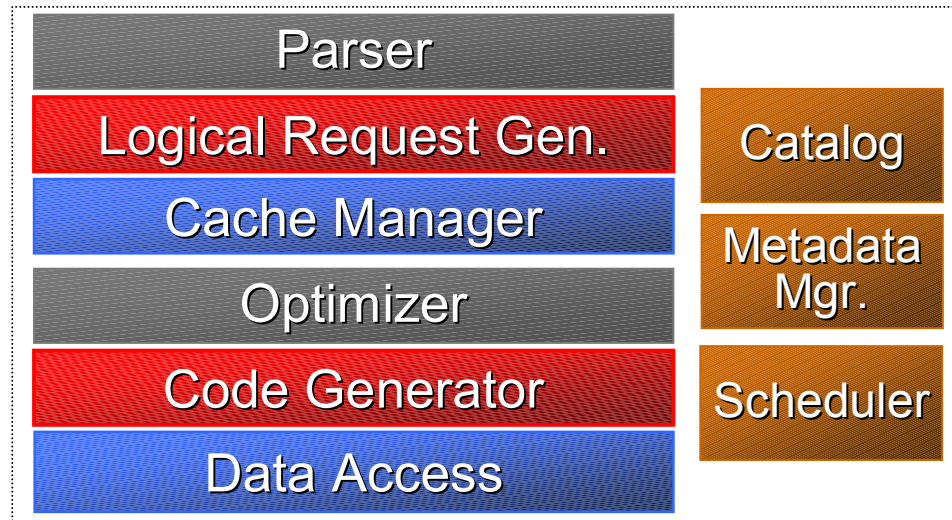 Parser
Logical Request Gen.
Cache Manager
Optimizer
Code Generator
Data Access
Catalog
Metadata
Mgr.
Scheduler